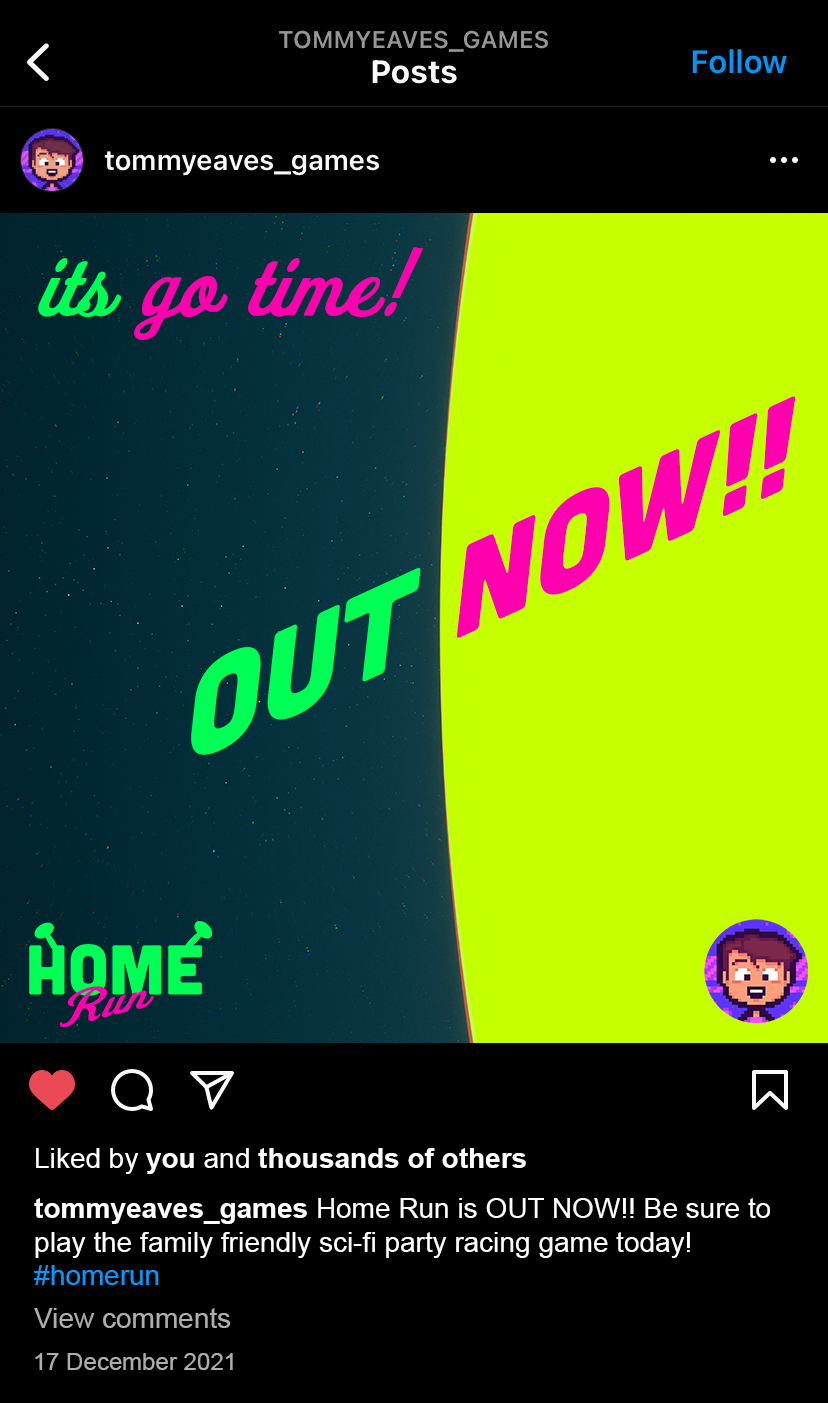 TOMMYEAVES_GAMES
Posts
Follow
tommyeaves_games
its go time!
OUT NOW!!
HOME
Run
Liked by you and thousands of others
tommyeaves_games Home Run is OUT NOW!! Be sure to
play the family friendly sci-fi party racing game today!
#homerun
View comments
17 December 2021